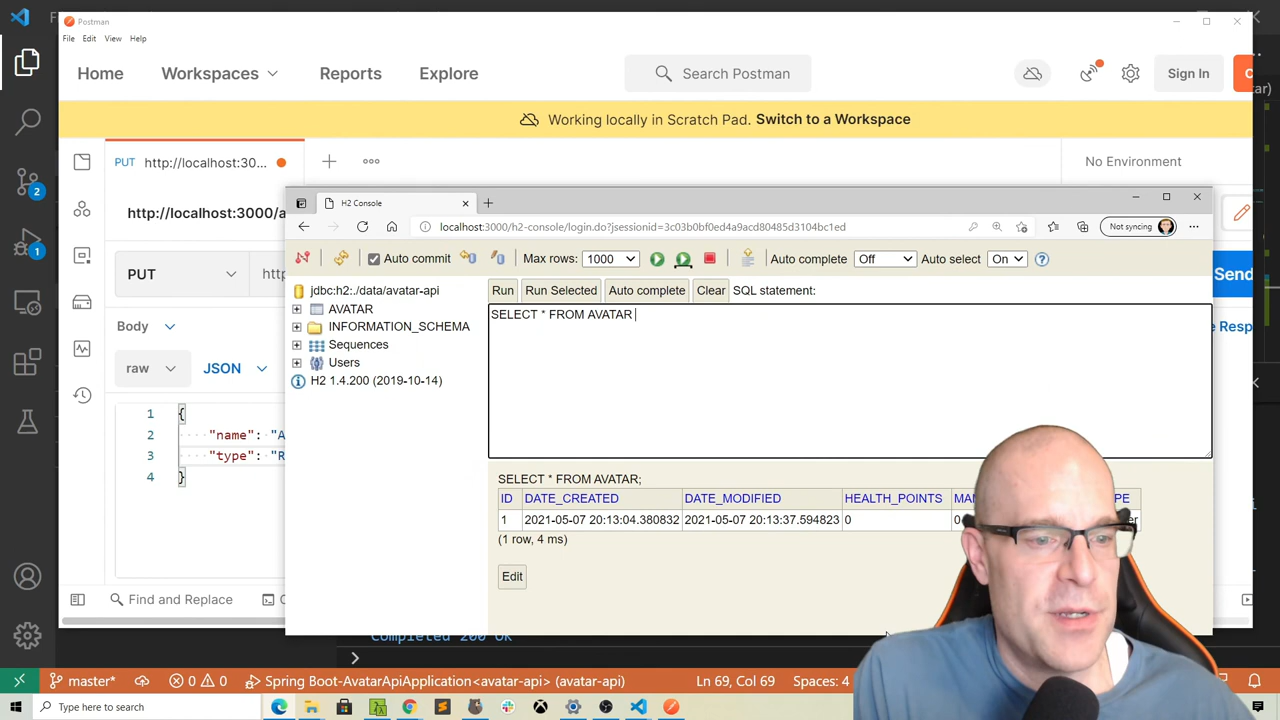 Postman
File Edit View Help
Home Workspaces Reports Explore Search Postman Sign In
Working locally in Scratch Pad. Switch to a Workspace
PUT http://localhost:30... No Environment
http://localhost:3000/a
PUT
Send
Body
raw JSON
1 {
2 "name": "A
3 "type": "R
4 }
Find and Replace
H2 Console
localhost:3000/h2-console/login.do?jsessionid=3c03b0bf0ed4a9acd80485d3104bc1ed Not syncing
Auto commit Max rows: 1000 Auto complete Off Auto select On
jdbc:h2:./data/avatar-api
AVATAR
INFORMATION_SCHEMA
Sequences
Users
H2 1.4.200 (2019-10-14)
Run Run Selected Auto complete Clear SQL statement:
SELECT * FROM AVATAR
SELECT * FROM AVATAR;
ID DATE_CREATED DATE_MODIFIED HEALTH_POINTS
1 2021-05-07 20:13:04.380832 2021-05-07 20:13:37.594823 0
(1 row, 4 ms)
Edit
Completed 200 OK
master* 0 0 Spring Boot-AvatarApiApplication<avatar-api> (avatar-api) Ln 69, Col 69 Spaces: 4
Type here to search